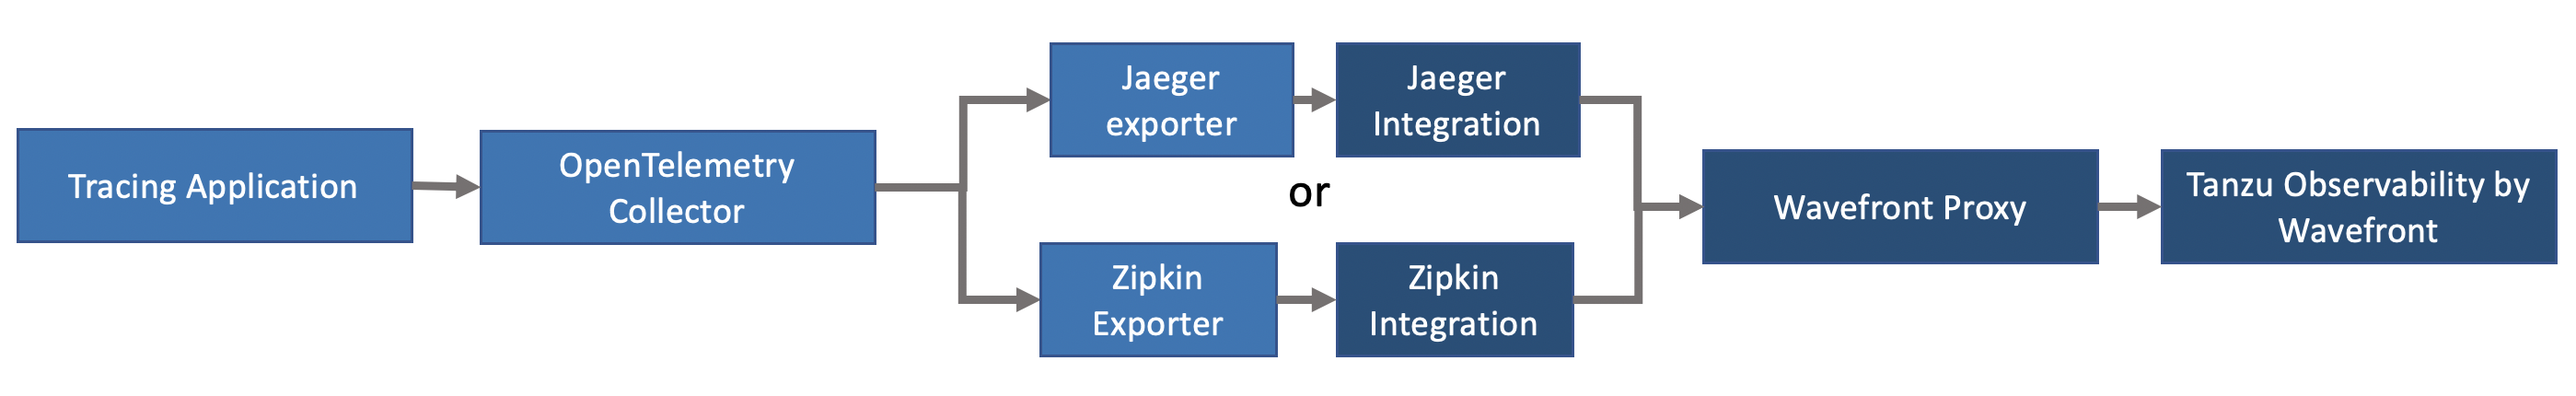 Tracing Application
OpenTelemetry
Collector
Jaeger
exporter
Jaeger
Integration
or
Zipkin
Exporter
Zipkin
Integration
Wavefront Proxy
Tanzu Observability by
Wavefront